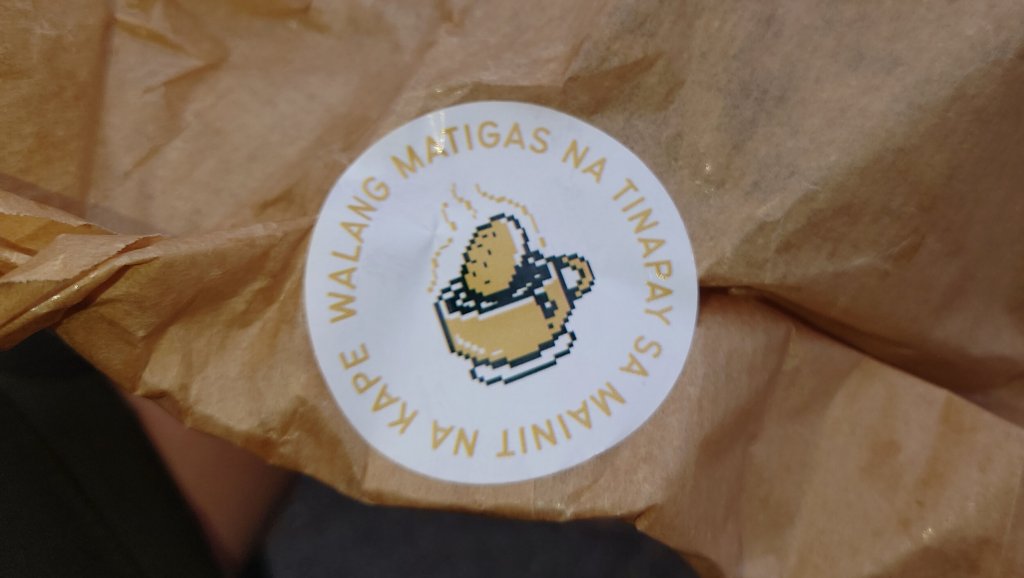 WALANG MATIGAS NA TINAPAY SA MAINIT NA KAPE